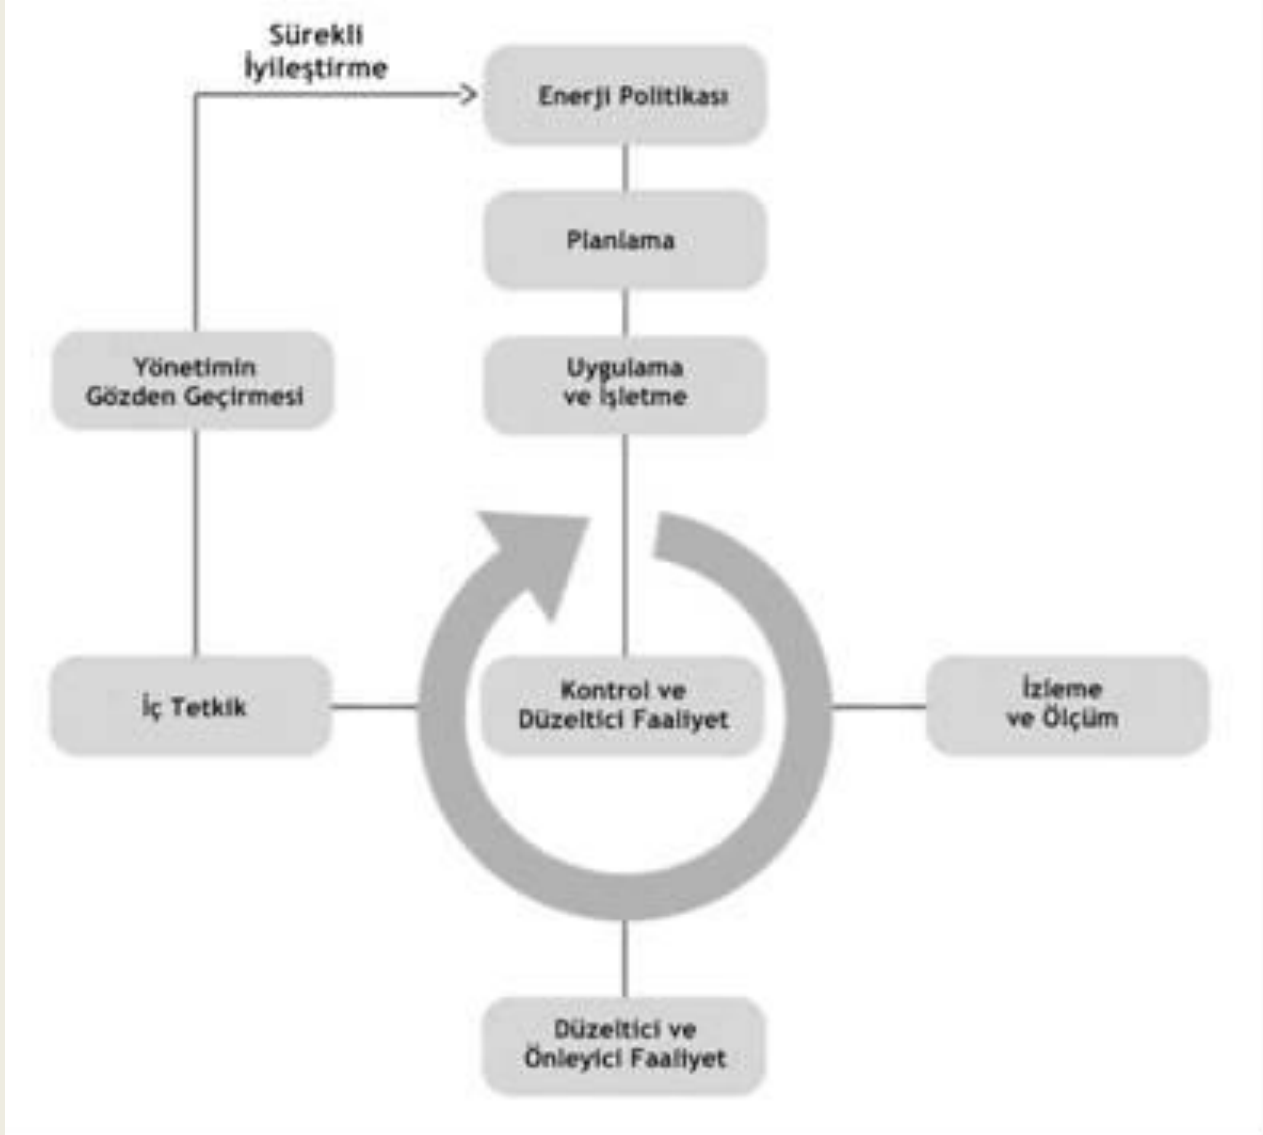 Sürekli
İyileştirme
Enerji Politikası
Planlama
Yönetimin
Gözden Geçirmesi
Uygulama
ve İşletme
İç Tetkik
Kontrol ve
Düzeltici Faaliyet
İzleme
ve Ölçüm
Düzeltici ve
Önleyici Faaliyet